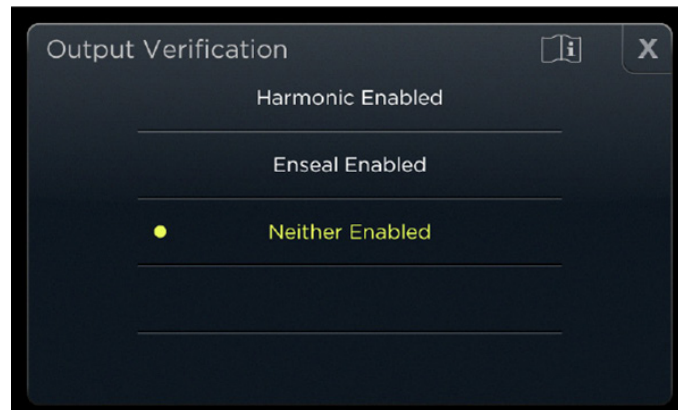 Output Verification
i
X
Harmonic Enabled
Enseal Enabled
Neither Enabled